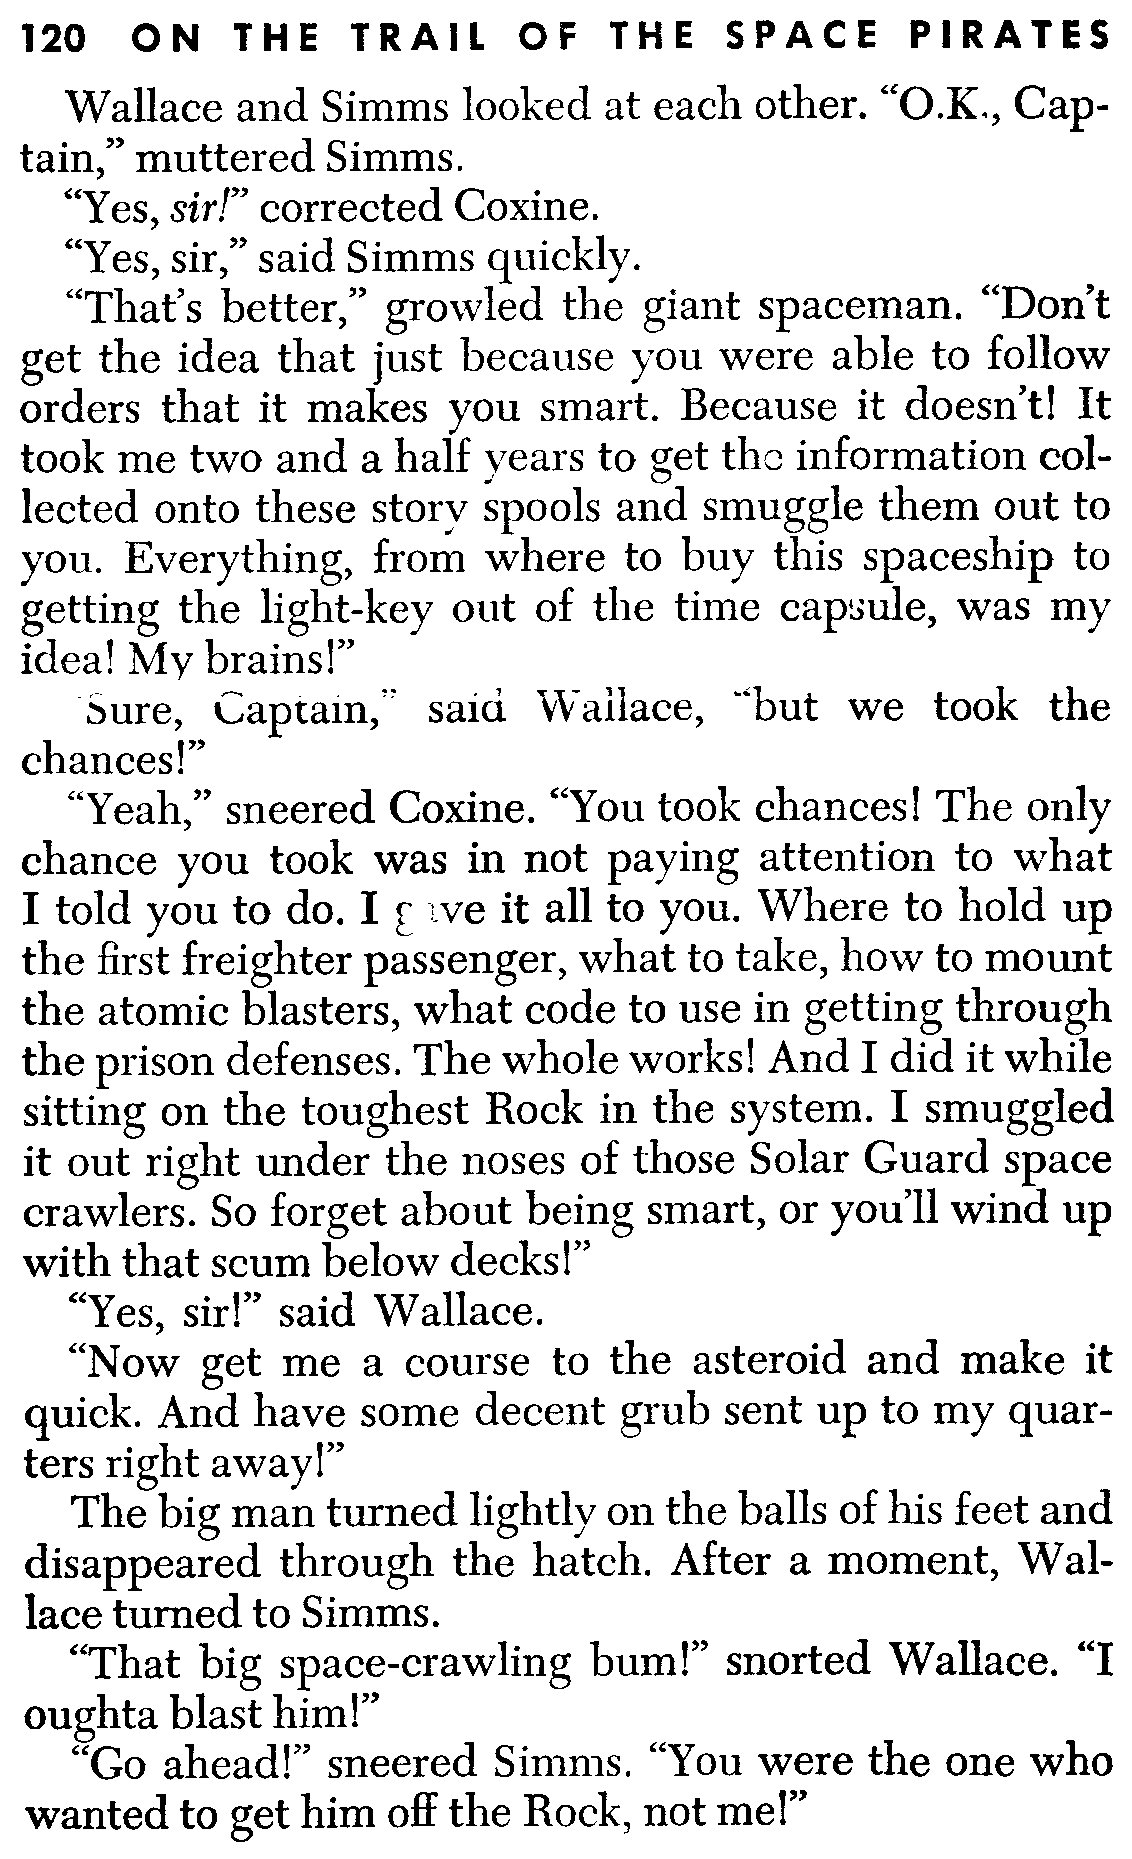 120 ON THE TRAIL OF THE SPACE PIRATES
Wallace and Simms looked at each other. “O.K., Cap-
tain,” muttered Simms.
“Yes, sir!” corrected Coxine.
“Yes, sir,” said Simms quickly.
“That’s better,” growled the giant spaceman. “Don’t
get the idea that just because you were able to follow
orders that it makes you smart. Because it doesn’t! It
took me two and a half years to get the information col-
lected onto these story spools and smuggle them out to
you. Everything, from where to buy this spaceship to
getting the light-key out of the time capsule, was my
idea! My brains!”
“Sure, Captain,” said Wallace, “but we took the
chances!”
“Yeah,” sneered Coxine. “You took chances! The only
chance you took was in not paying attention to what
I told you to do. I gave it all to you. Where to hold up
the first freighter passenger, what to take, how to mount
the atomic blasters, what code to use in getting through
the prison defenses. The whole works! And I did it while
sitting on the toughest Rock in the system. I smuggled
it out right under the noses of those Solar Guard space
crawlers. So forget about being smart, or you’ll wind up
with that scum below decks!”
“Yes, sir!” said Wallace.
“Now get me a course to the asteroid and make it
quick. And have some decent grub sent up to my quar-
ters right away!”
The big man turned lightly on the balls of his feet and
disappeared through the hatch. After a moment, Wal-
lace turned to Simms.
“That big space-crawling bum!” snorted Wallace. “I
oughta blast him!”
“Go ahead!” sneered Simms. “You were the one who
wanted to get him off the Rock, not me!”